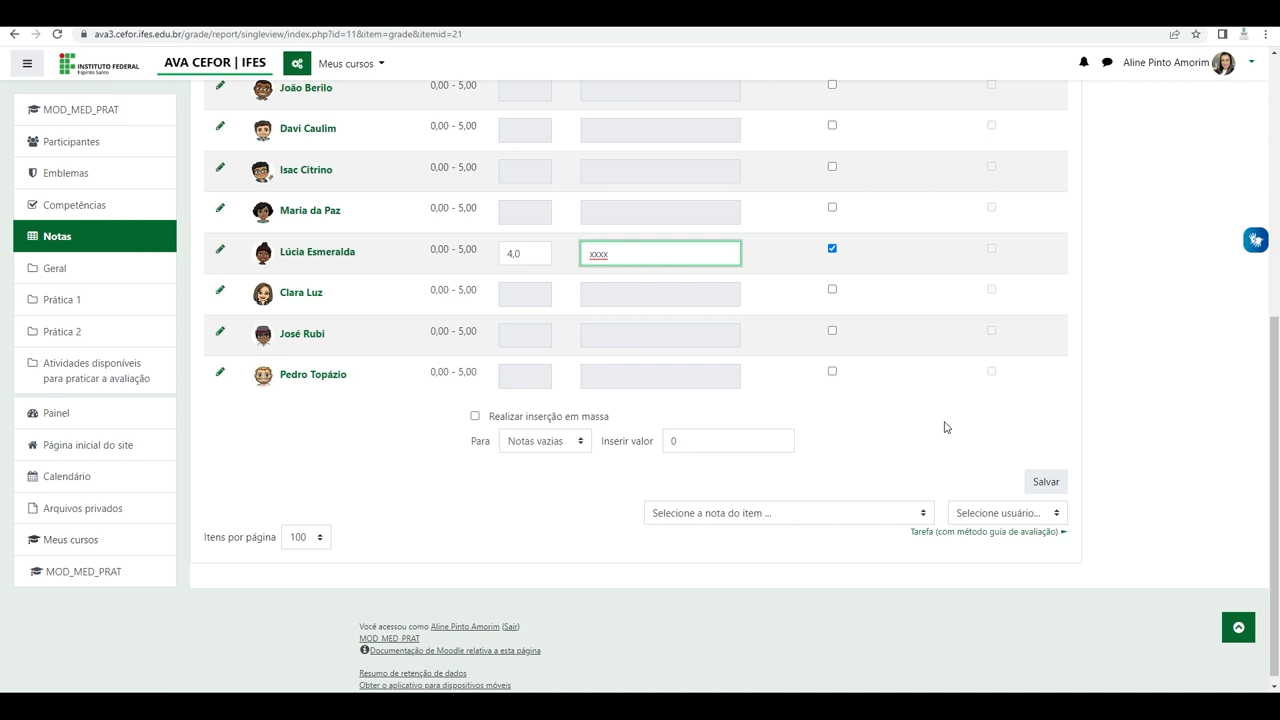 ava3.cefor.ifes.edu.br/grade/report/singleview/index.php?id=11&item=grade&itemid=21
INSTITUTO FEDERAL
Espírito Santo
AVA CEFOR | IFES
Meus cursos
Aline Pinto Amorim
MOD_MED_PRAT
Participantes
Emblemas
Competências
Notas
Geral
Prática 1
Prática 2
Atividades disponíveis
para praticar a avaliação
Painel
Página inicial do site
Calendário
Arquivos privados
Meus cursos
MOD_MED_PRAT
João Berilo 0,00 - 5,00
Davi Caulim 0,00 - 5,00
Isac Citrino 0,00 - 5,00
Maria da Paz 0,00 - 5,00
Lúcia Esmeralda 0,00 - 5,00 4,0 xxxx
Clara Luz 0,00 - 5,00
José Rubi 0,00 - 5,00
Pedro Topázio 0,00 - 5,00
Realizar inserção em massa
Para Notas vazias Inserir valor 0
Salvar
Selecione a nota do item ... Selecione usuário...
Tarefa (com método guia de avaliação) ►
Itens por página 100
Você acessou como Aline Pinto Amorim (Sair)
MOD_MED_PRAT
Documentação de Moodle relativa a esta página
Resumo de retenção de dados
Obter o aplicativo para dispositivos móveis